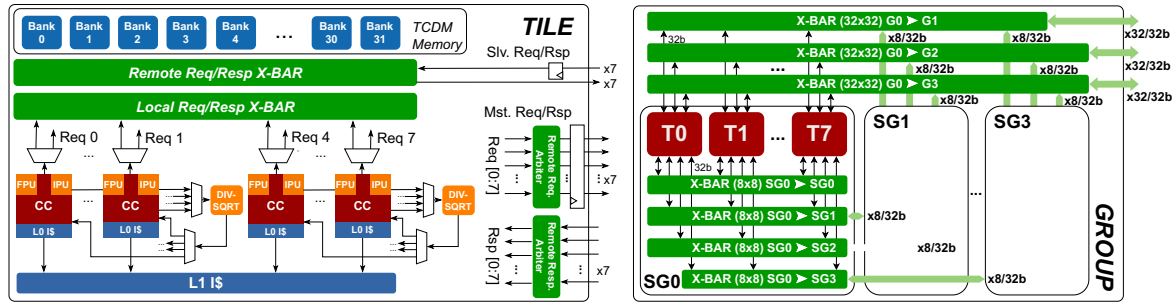 Bank 0
Bank 1
Bank 2
Bank 3
Bank 4
...
Bank 30
Bank 31
TCDM Memory
TILE
Slv. Req/Rsp
x7
x7
Remote Req/Resp X-BAR
Local Req/Resp X-BAR
Req 0
Req 1
Req 4
Req 7
...
...
FPU
IPU
CC
L0 I$
FPU
IPU
CC
L0 I$
DIV-SQRT
FPU
IPU
CC
L0 I$
FPU
IPU
CC
L0 I$
DIV-SQRT
L1 I$
Mst. Req/Rsp
Req [0:7]
Remote Req. Arbiter
x7
Rsp [0:7]
Remote Resp. Arbiter
x7
X-BAR (32x32) G0 ➤ G1
x32/32b
32b
x8/32b
x8/32b
X-BAR (32x32) G0 ➤ G2
x32/32b
x8/32b
x8/32b
X-BAR (32x32) G0 ➤ G3
x32/32b
x8/32b
x8/32b
T0
T1
...
T7
SG1
SG3
32b
X-BAR (8x8) SG0 ➤ SG0
X-BAR (8x8) SG0 ➤ SG1
x8/32b
X-BAR (8x8) SG0 ➤ SG2
x8/32b
X-BAR (8x8) SG0 ➤ SG3
x8/32b
SG0
...
GROUP